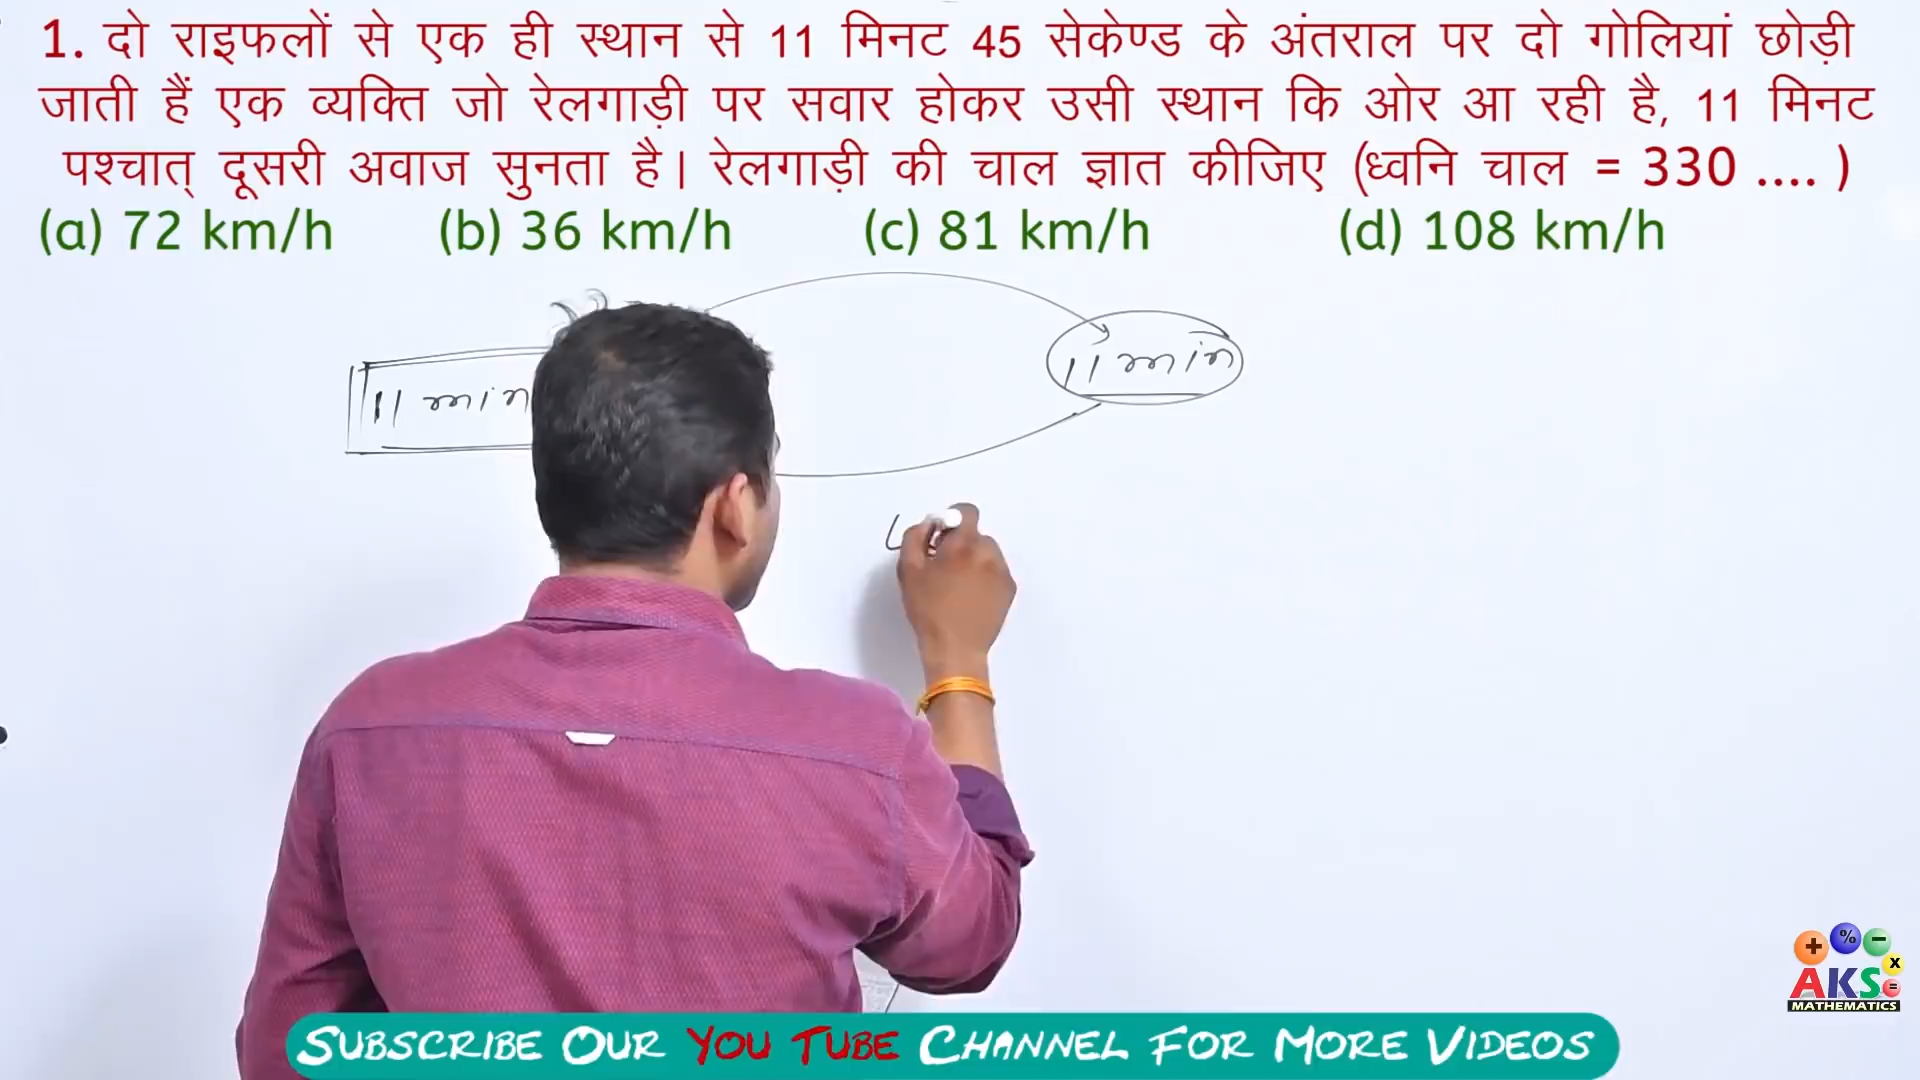 1. दो राइफलों से एक ही स्थान से 11 मिनट 45 सेकेण्ड के अंतराल पर दो गोलियां छोड़ी
जाती हैं एक व्यक्ति जो रेलगाड़ी पर सवार होकर उसी स्थान कि ओर आ रही है, 11 मिनट
पश्चात् दूसरी अवाज सुनता है। रेलगाड़ी की चाल ज्ञात कीजिए (ध्वनि चाल = 330 .... )
(a) 72 km/h (b) 36 km/h (c) 81 km/h (d) 108 km/h
11 min
11 min
+ % -
x
AKS =
MATHEMATICS
SUBSCRIBE OUR YOU TUBE CHANNEL FOR MORE VIDEOS